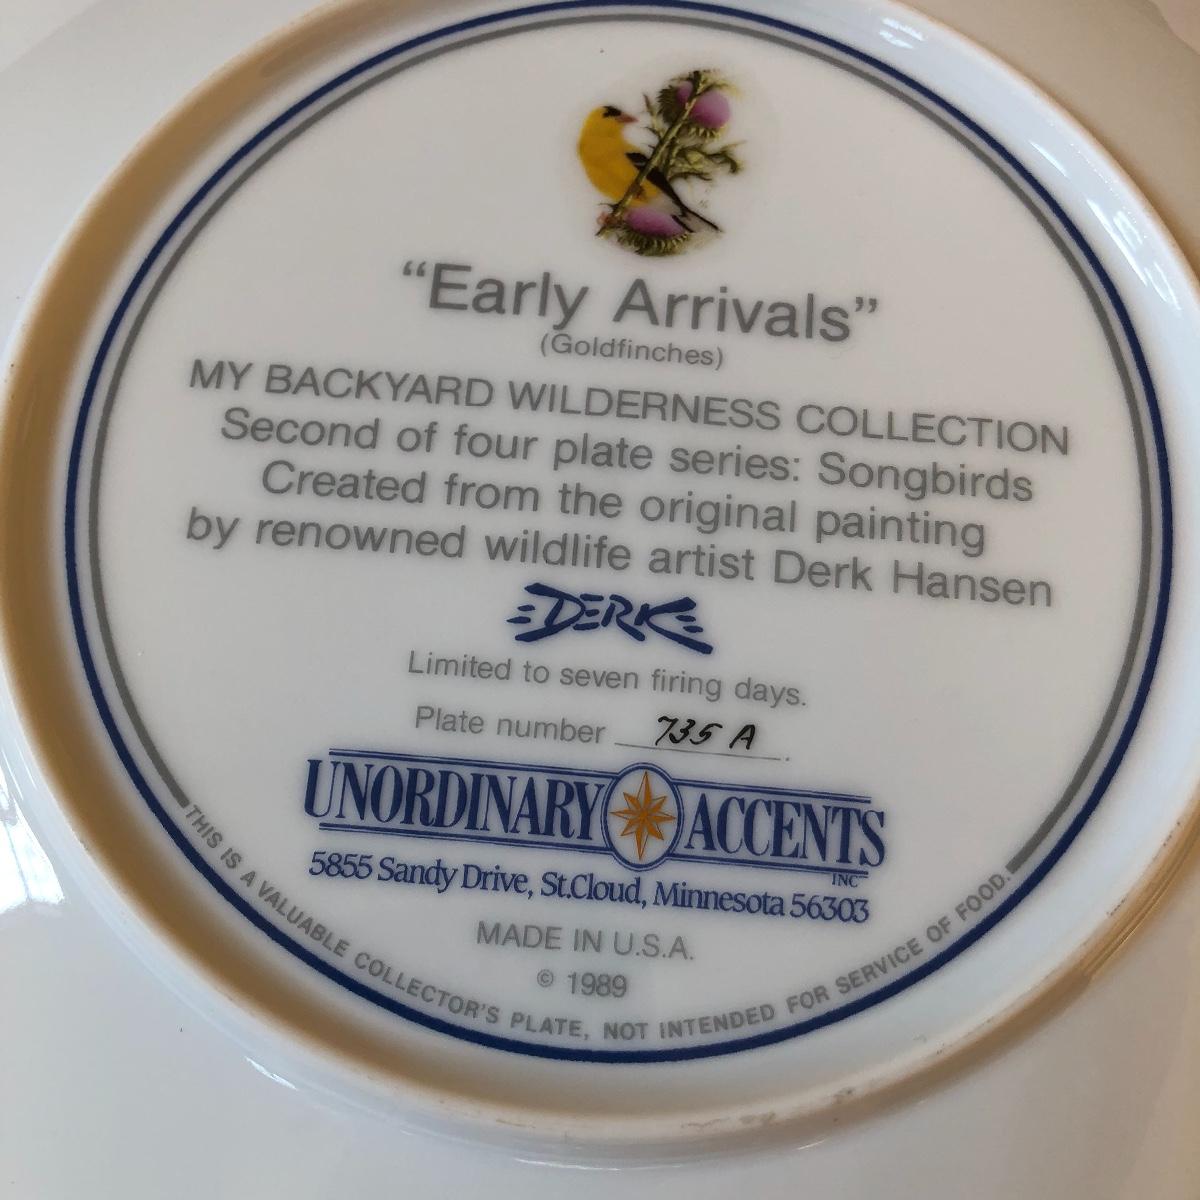 “Early Arrivals”
(Goldfinches)
MY BACKYARD WILDERNESS COLLECTION
Second of four plate series: Songbirds
Created from the original painting
by renowned wildlife artist Derk Hansen
DERK
Limited to seven firing days.
Plate number 735 A.
UNORDINARY ACCENTS
INC
5855 Sandy Drive, St.Cloud, Minnesota 56303
MADE IN U.S.A.
© 1989
THIS IS A VALUABLE COLLECTOR'S PLATE, NOT INTENDED FOR SERVICE OF FOOD.